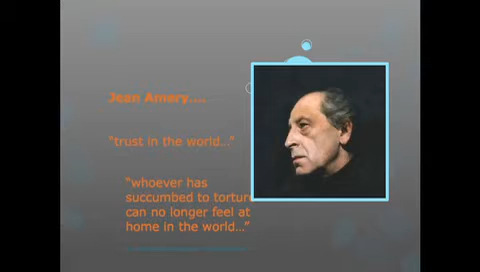 Jean Amery....
"trust in the world..."
"whoever has
succumbed to torture
can no longer feel at
home in the world..."